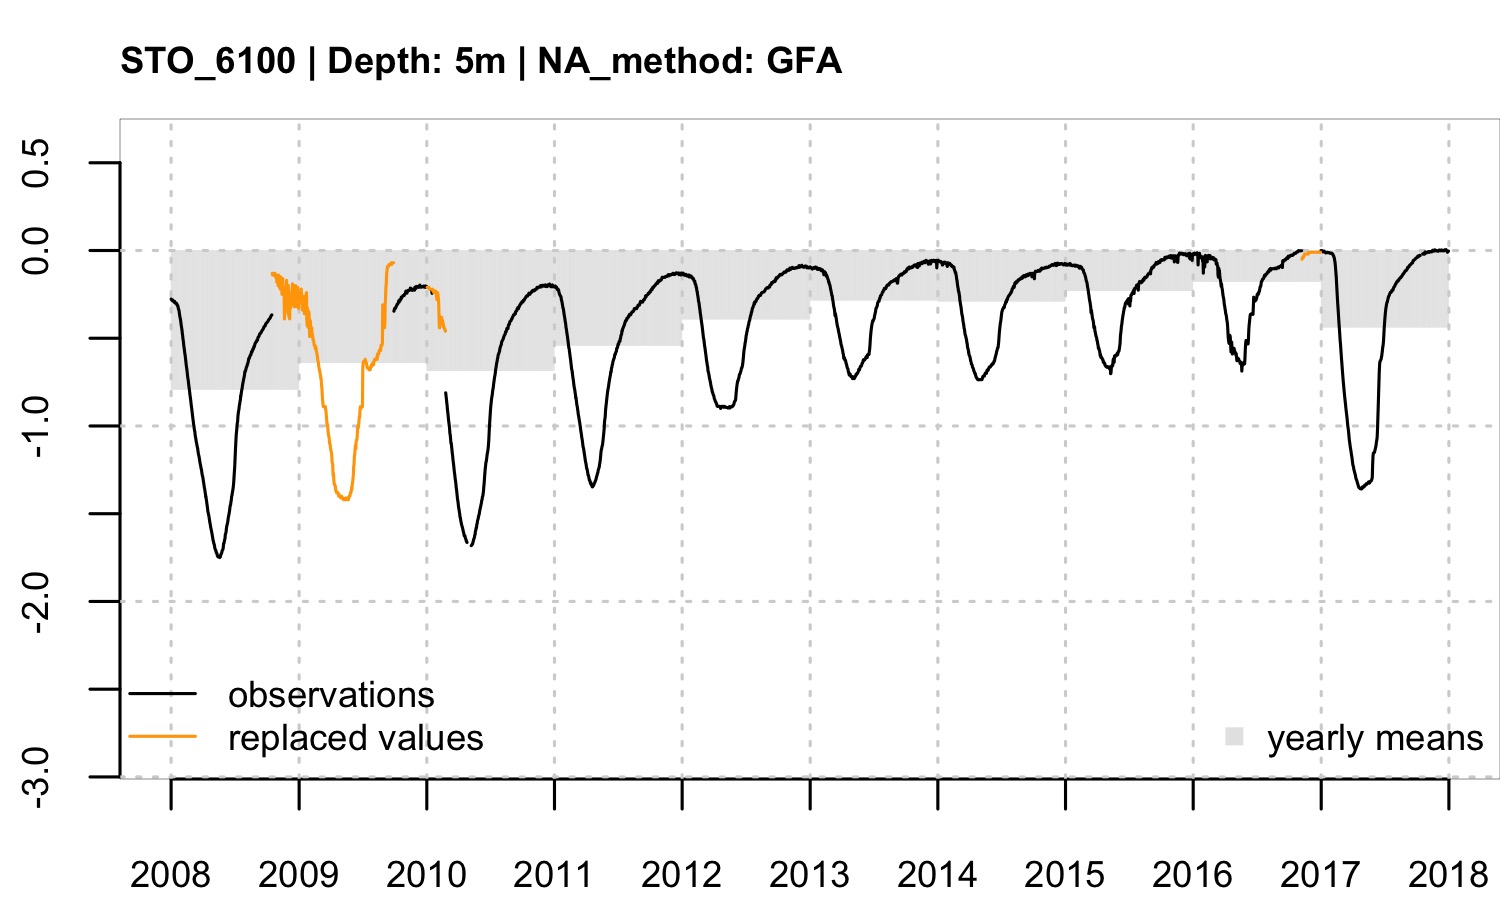 STO_6100 | Depth: 5m | NA_method: GFA
0.5
0.0
-1.0
-2.0
-3.0
observations
replaced values
yearly means
2008 2009 2010 2011 2012 2013 2014 2015 2016 2017 2018